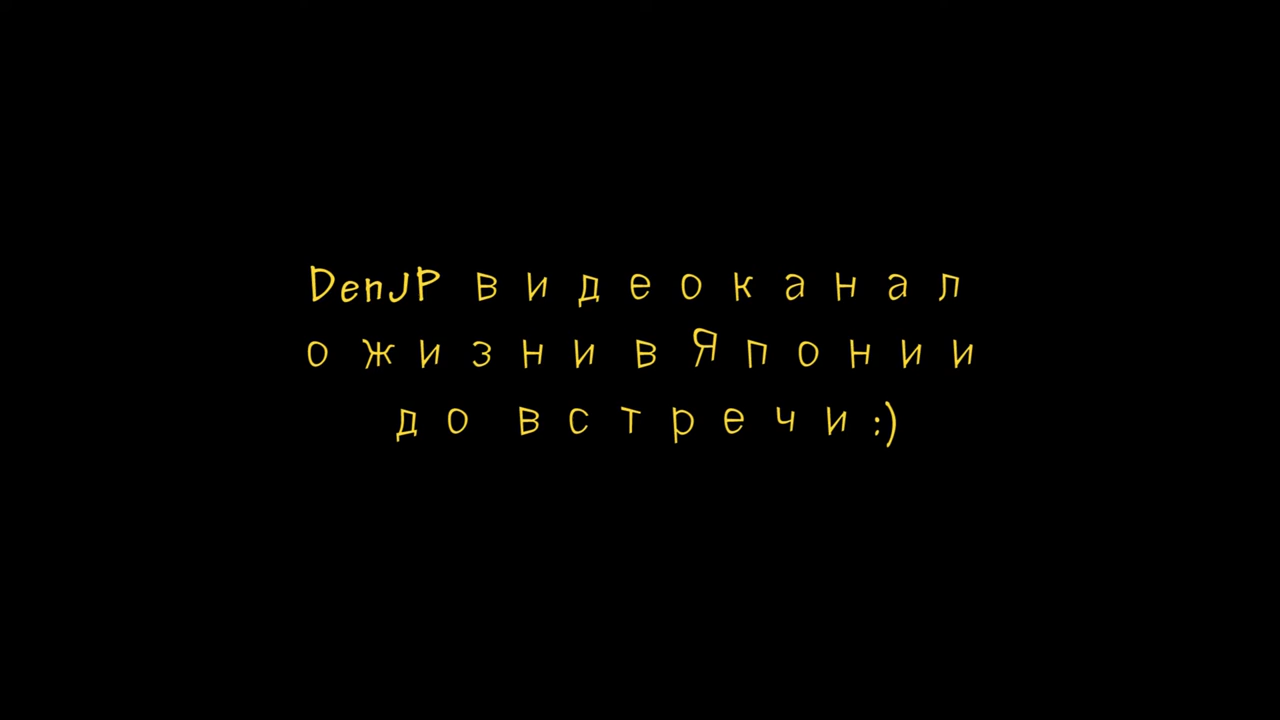 DenJP видеоканал
о жизни в Японии
до встречи :)